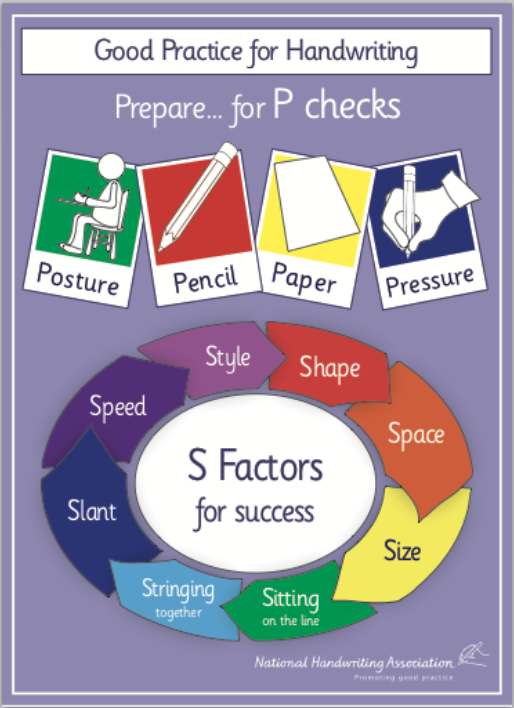 Good Practice for Handwriting
Prepare... for P checks
Posture
Pencil
Paper
Pressure
Style
Shape
Space
Size
Sitting
on the line
Stringing
together
Slant
Speed
S Factors
for success
National Handwriting Association
Promoting good practice